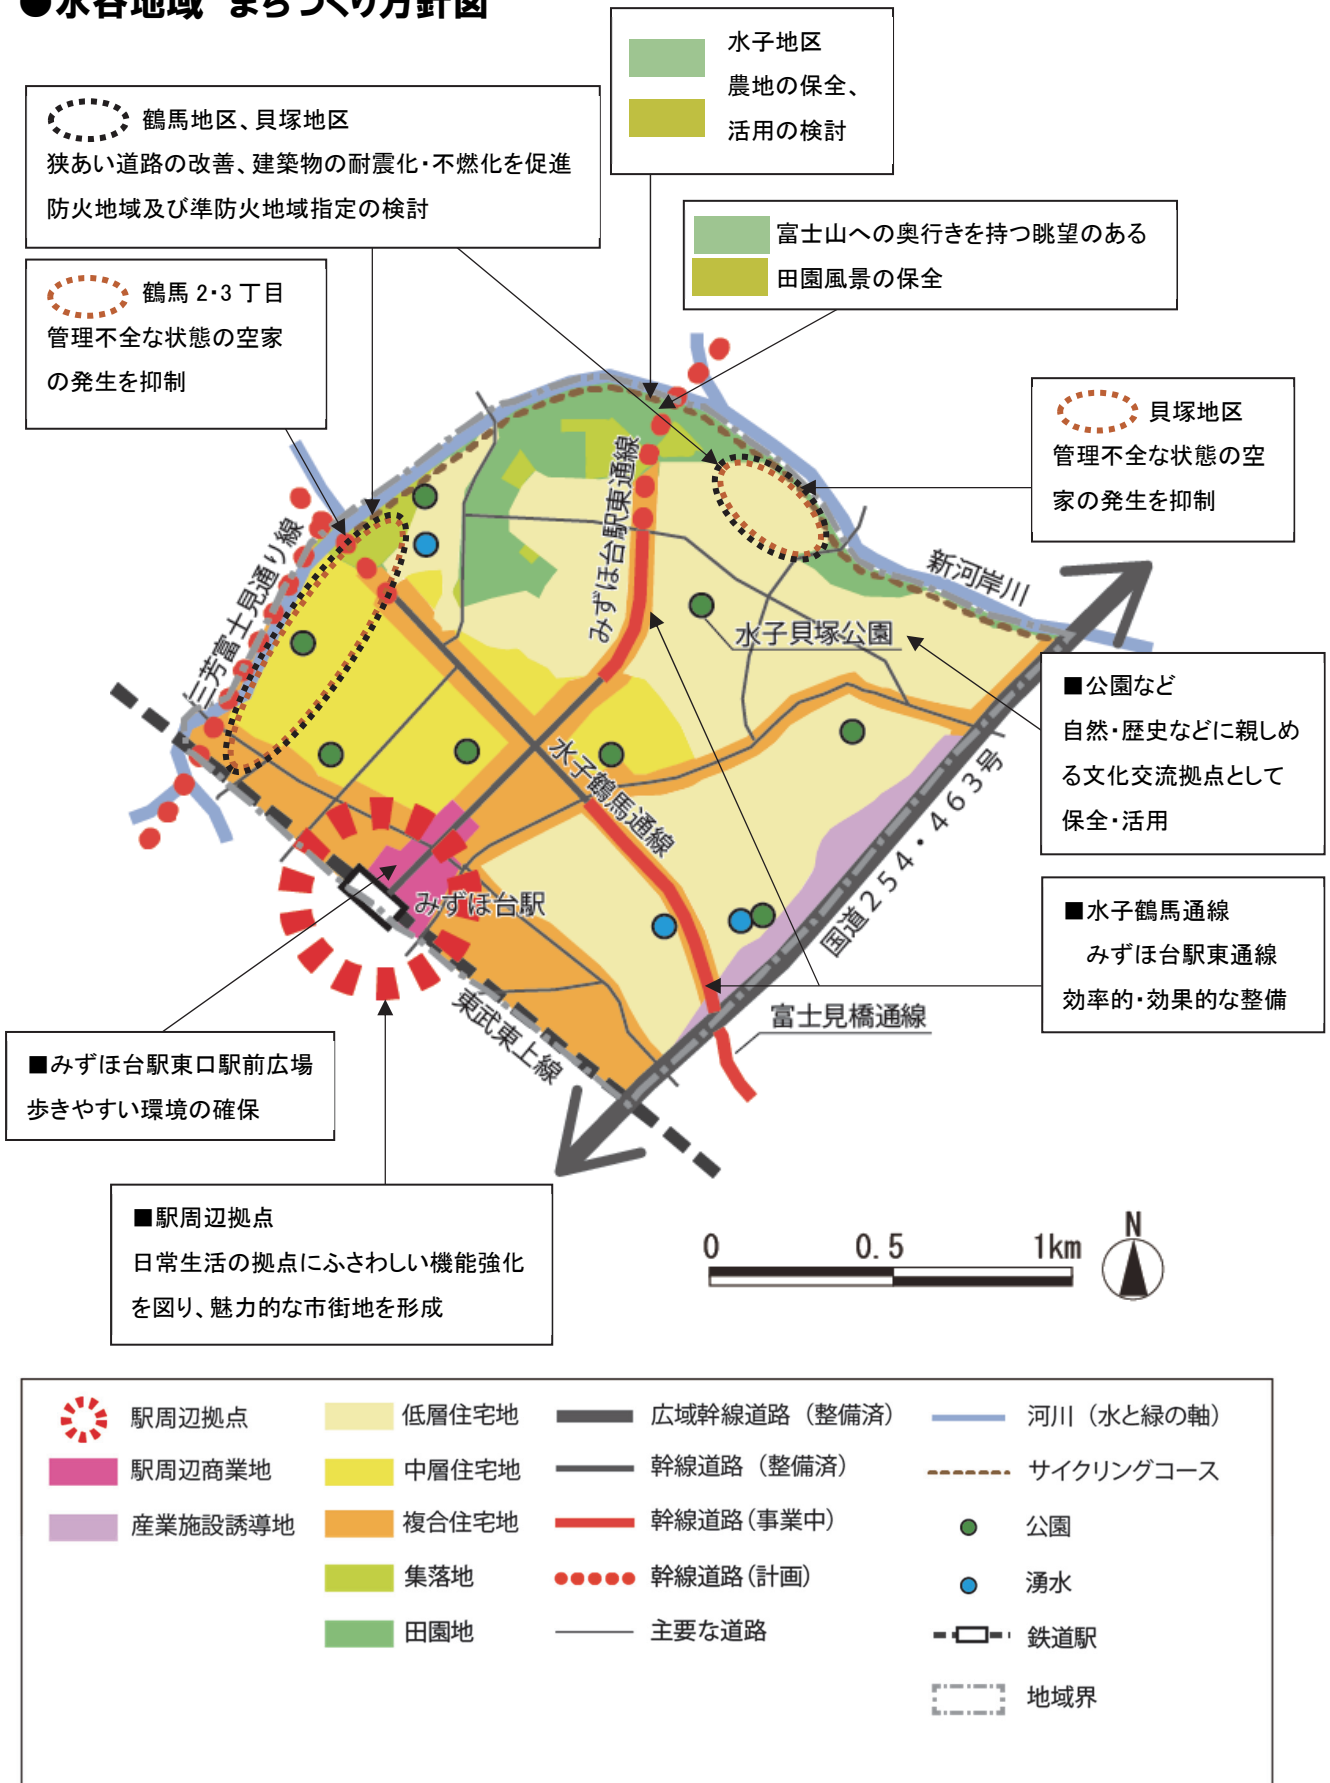 ●水谷地域 まちづくり方針図
水子地区
農地の保全、
活用の検討
鶴馬地区、貝塚地区
狭あい道路の改善、建築物の耐震化・不燃化を促進
防火地域及び準防火地域指定の検討
富士山への奥行きを持つ眺望のある
田園風景の保全
鶴馬2・3丁目
管理不全な状態の空家
の発生を抑制
貝塚地区
管理不全な状態の空
家の発生を抑制
みずほ台駅東通線
三芳富士見通り線
新河岸川
水子貝塚公園
■公園など
自然・歴史などに親しめ
る文化交流拠点として
保全・活用
水子鶴馬通線
国道254・463号
みずほ台駅
■水子鶴馬通線
みずほ台駅東通線
効率的・効果的な整備
富士見橋通線
東武東上線
■みずほ台駅東口駅前広場
歩きやすい環境の確保
■駅周辺拠点
日常生活の拠点にふさわしい機能強化
を図り、魅力的な市街地を形成
0 0.5 1km
N
駅周辺拠点
駅周辺商業地
産業施設誘導地
低層住宅地
中層住宅地
複合住宅地
集落地
田園地
広域幹線道路（整備済）
幹線道路（整備済）
幹線道路（事業中）
幹線道路（計画）
主要な道路
河川（水と緑の軸）
サイクリングコース
公園
湧水
鉄道駅
地域界